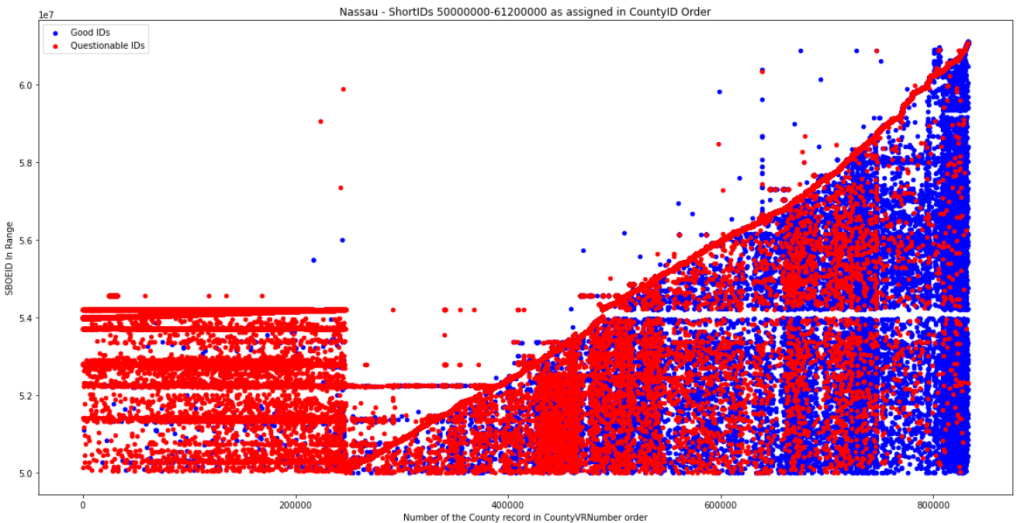 Nassau - ShortIDs 50000000-61200000 as assigned in CountyID Order
1e7
Good IDs
Questionable IDs
6.0
5.8
5.6
5.4
5.2
5.0
SBOEID In Range
0
200000
400000
600000
800000
Number of the County record in CountyVRNumber order